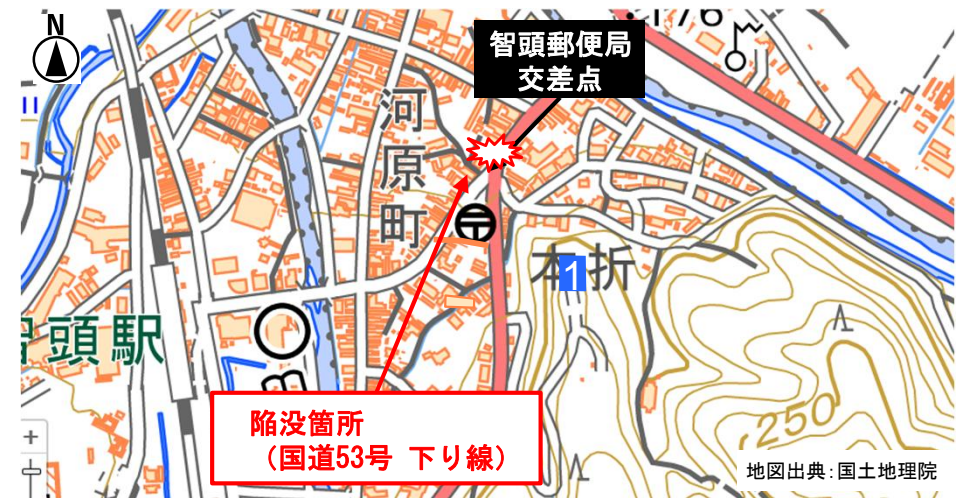 N
176
智頭郵便局
交差点
河原町
本折
1
頭駅
250
陥没箇所
（国道53号 下り線）
+
地図出典：国土地理院